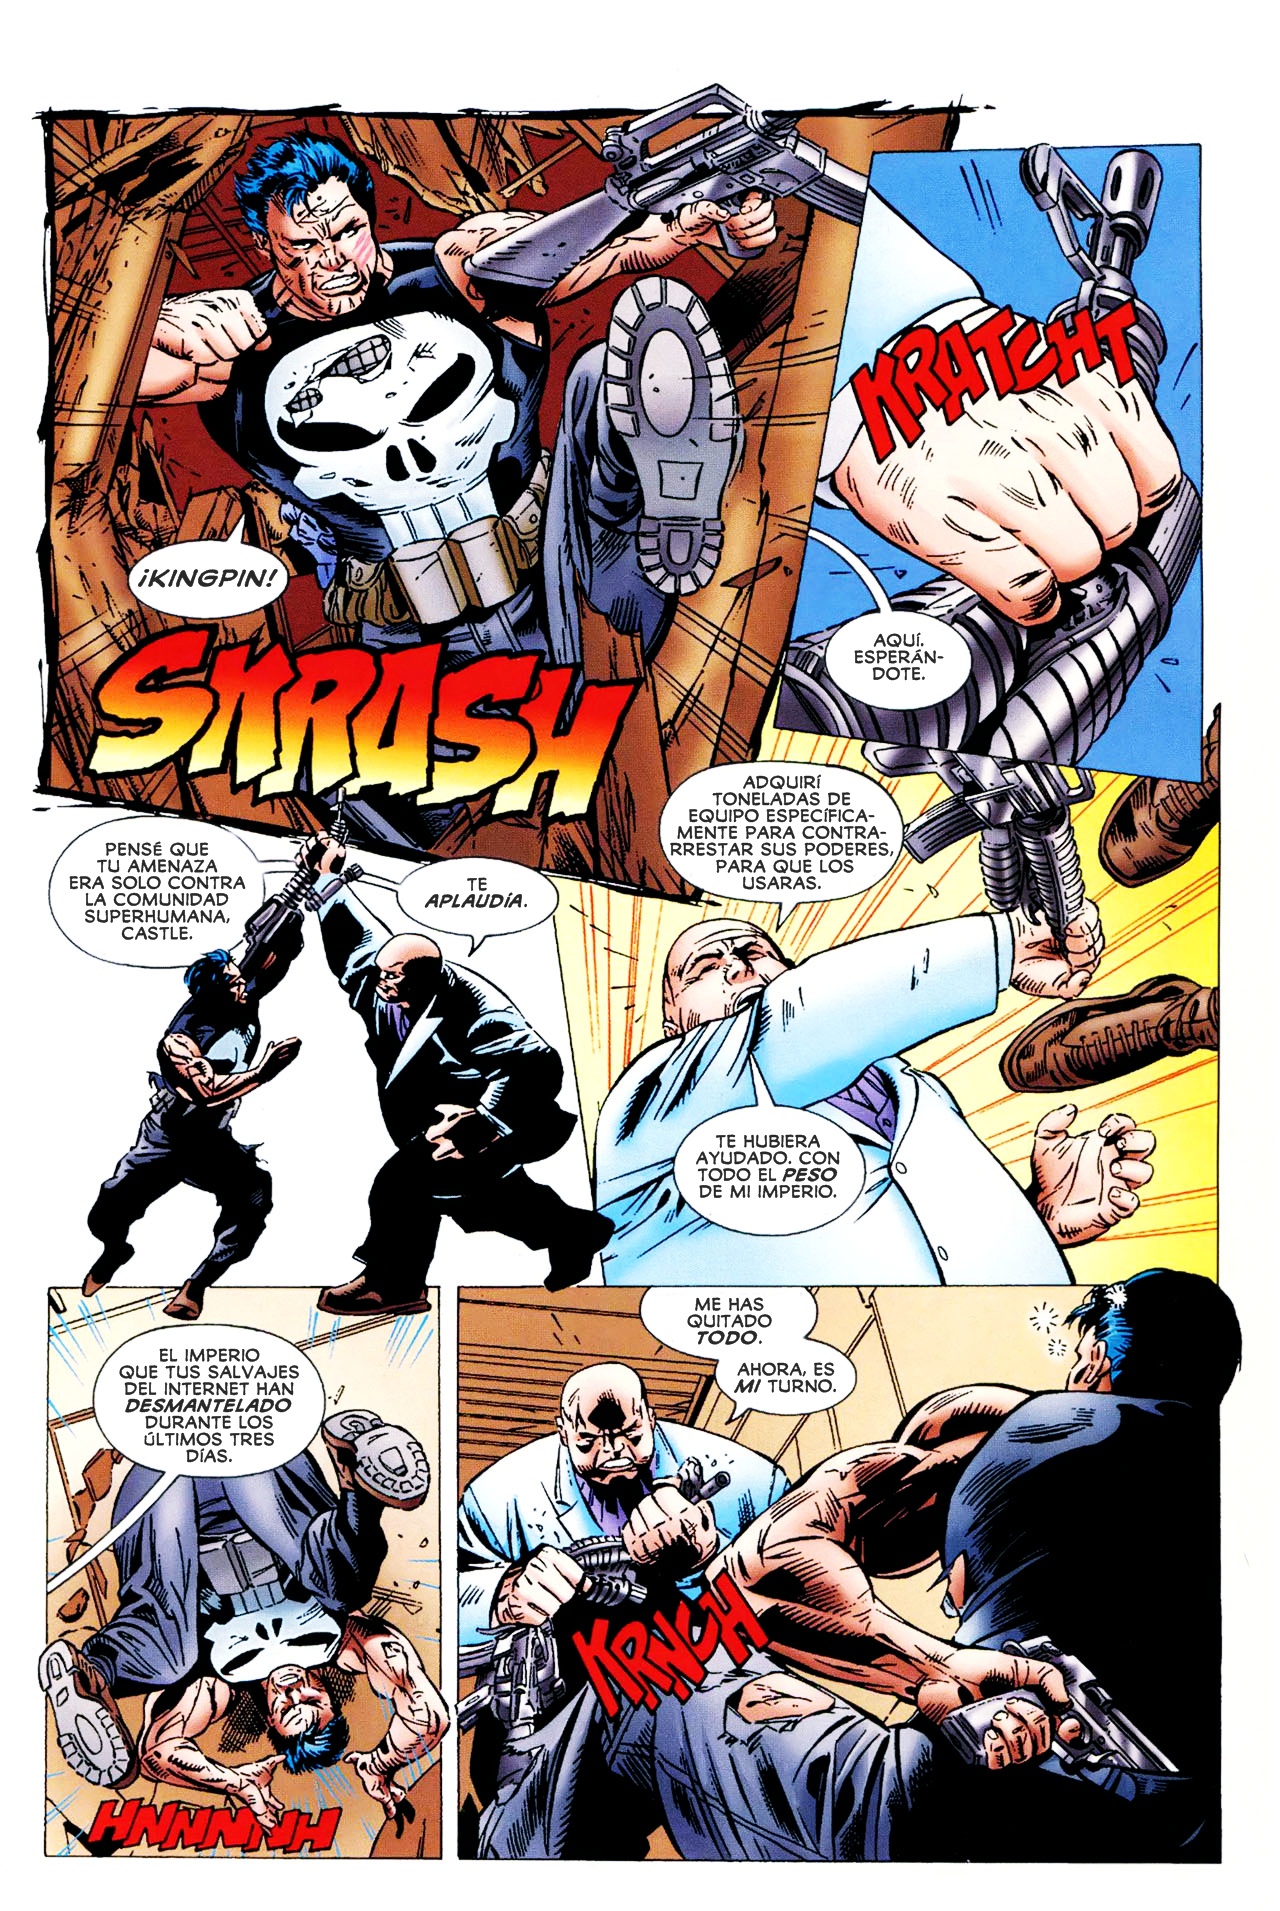 ¡KINGPIN!
SKRASH
KRATCHT
AQUÍ.
ESPERÁN-
DOTE.
PENSÉ QUE
TU AMENAZA
ERA SOLO CONTRA
LA COMUNIDAD
SUPERHUMANA,
CASTLE.
TE
APLAUDÍA.
ADQUIRÍ
TONELADAS DE
EQUIPO ESPECÍFICA-
MENTE PARA CONTRA-
RRESTAR SUS PODERES,
PARA QUE LOS
USARAS.
TE HUBIERA
AYUDADO. CON
TODO EL PESO
DE MI IMPERIO.
EL IMPERIO
QUE TUS SALVAJES
DEL INTERNET HAN
DESMANTELADO
DURANTE LOS
ÚLTIMOS TRES
DÍAS.
HNNNNNH
ME HAS
QUITADO
TODO.
AHORA, ES
MI TURNO.
KRNCH